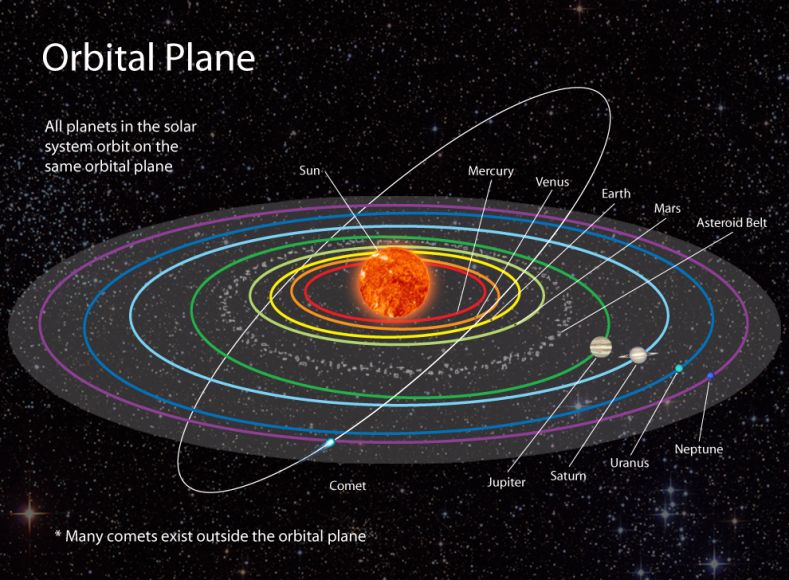 Orbital Plane
All planets in the solar
system orbit on the
same orbital plane
Sun
Mercury
Venus
Earth
Mars
Asteroid Belt
Neptune
Uranus
Saturn
Jupiter
Comet
* Many comets exist outside the orbital plane